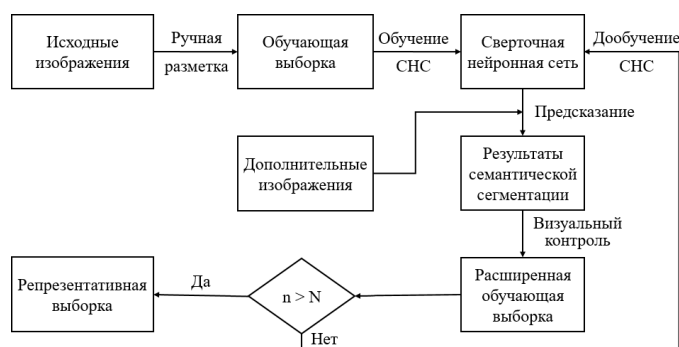 Исходные
изображения
Ручная
разметка
Обучающая
выборка
Обучение
СНС
Сверточная
нейронная сеть
Дообучение
СНС
Предсказание
Дополнительные
изображения
Результаты
семантической
сегментации
Визуальный
контроль
Репрезентативная
выборка
Да
n > N
Расширенная
обучающая
выборка
Нет